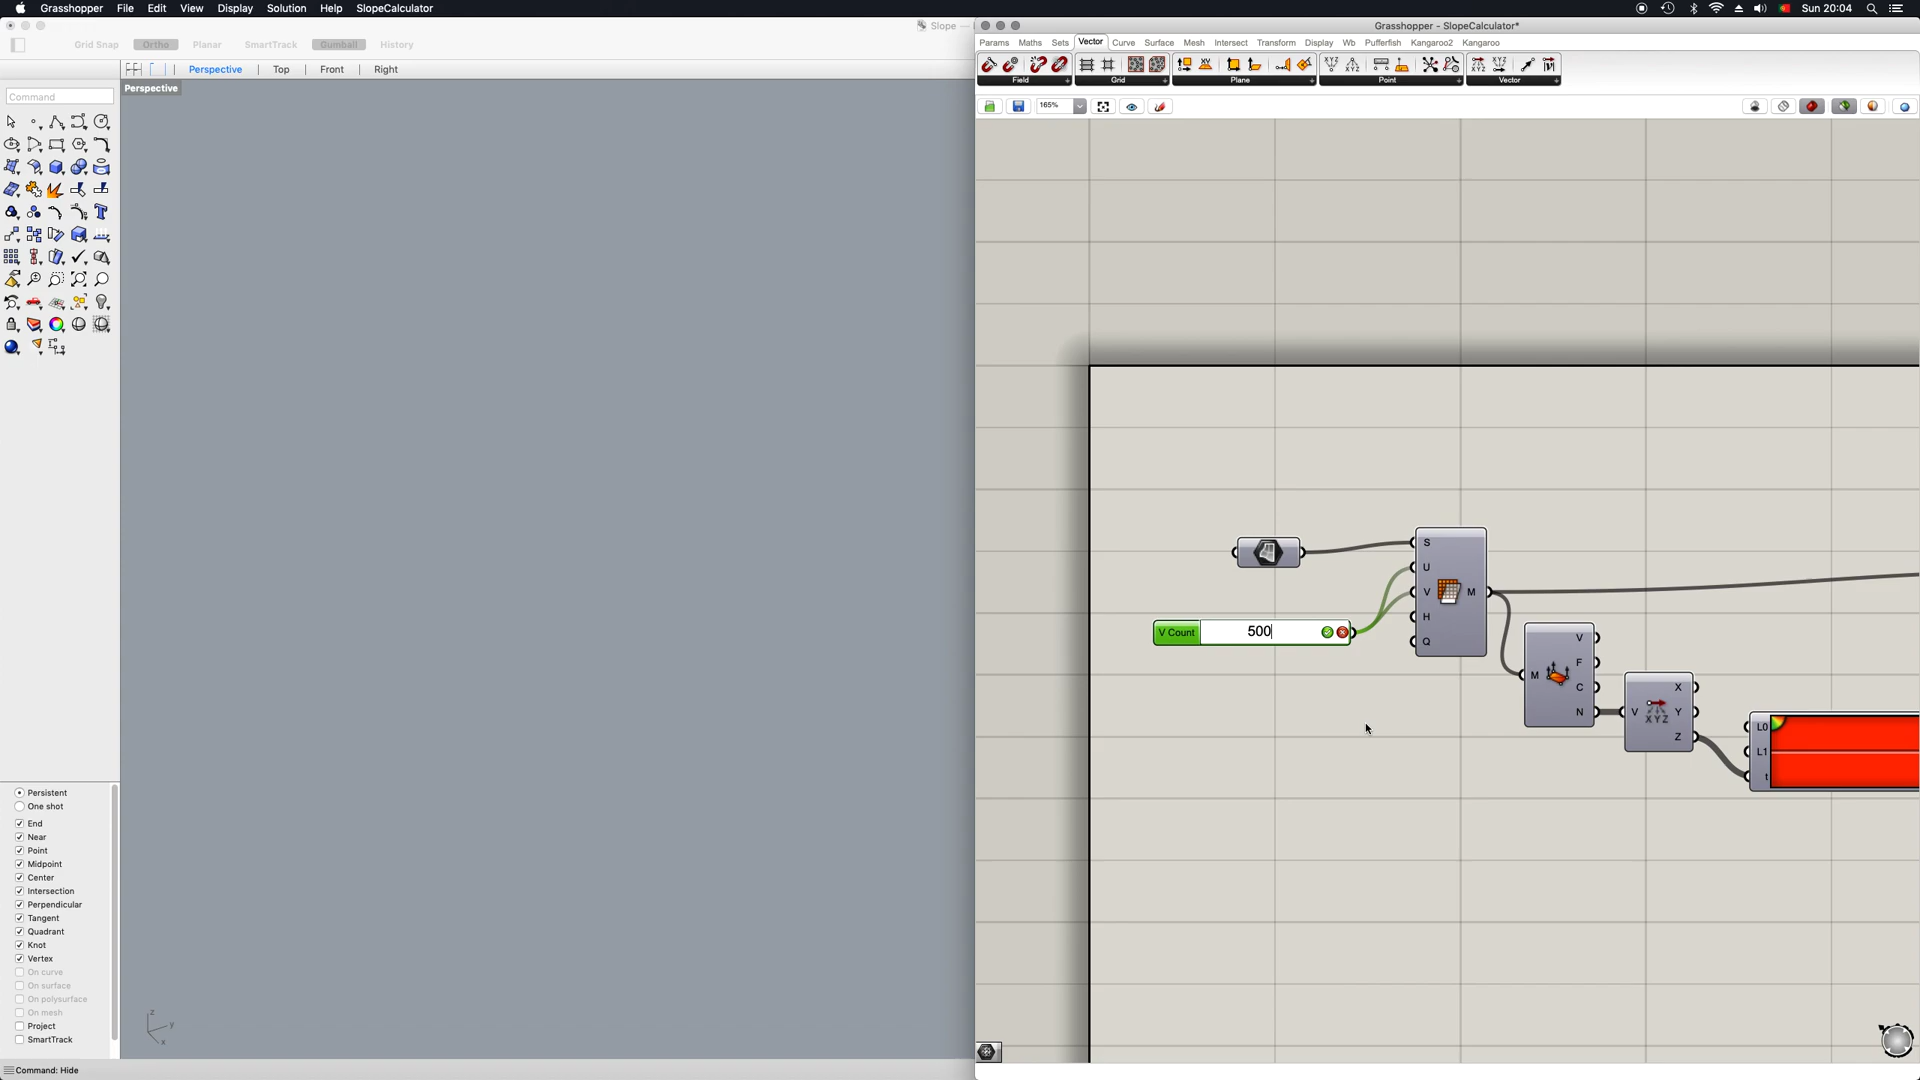 Grasshopper File Edit View Display Solution Help SlopeCalculator Sun 20:04
Slope —
Grasshopper - SlopeCalculator*
Grid Snap Ortho Planar SmartTrack Gumball History
Params Maths Sets Vector Curve Surface Mesh Intersect Transform Display Wb Pufferfish Kangaroo2 Kangaroo
Perspective Top Front Right
Field Grid Plane Point Vector
Perspective
Command
165%
S
U
V M
H
Q
V Count 500
V
F
M C
N
X
V Y
Z
X Y Z
L0
L1
t
Persistent
One shot
End
Near
Point
Midpoint
Center
Intersection
Perpendicular
Tangent
Quadrant
Knot
Vertex
On curve
On surface
On polysurface
On mesh
Project
SmartTrack
z
y
x
Command: Hide